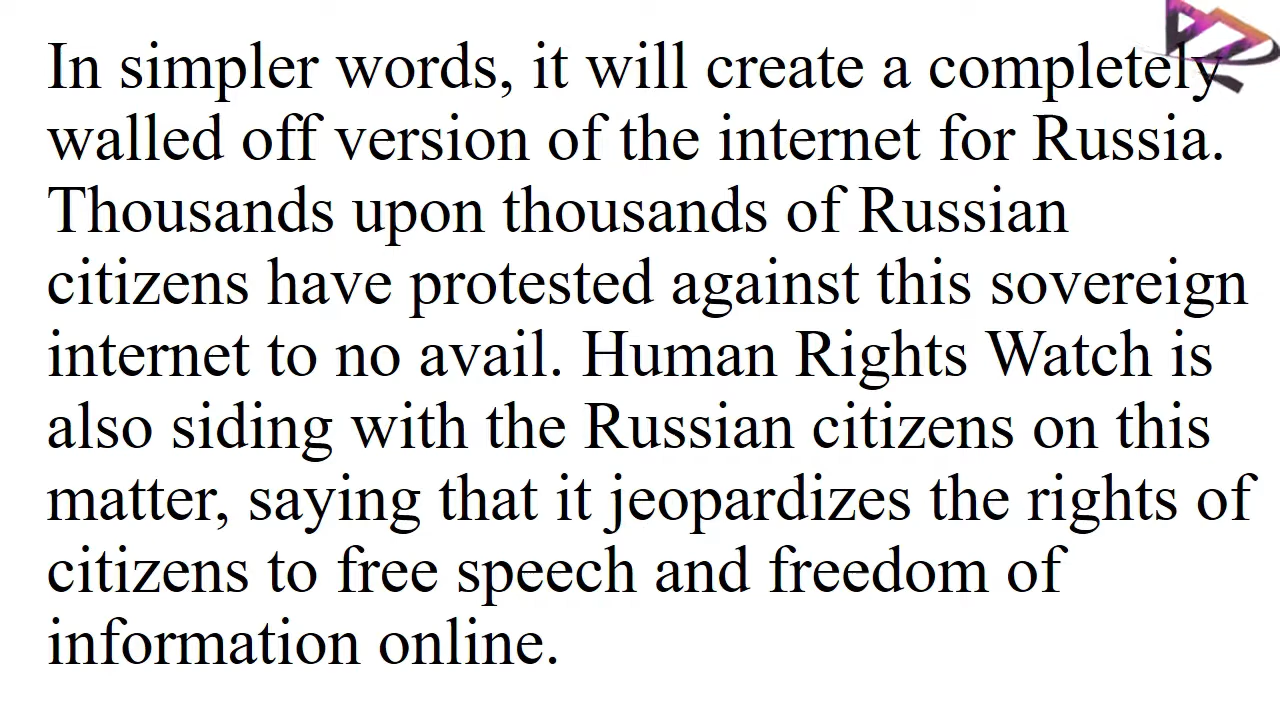 In simpler words, it will create a completely
walled off version of the internet for Russia.
Thousands upon thousands of Russian
citizens have protested against this sovereign
internet to no avail. Human Rights Watch is
also siding with the Russian citizens on this
matter, saying that it jeopardizes the rights of
citizens to free speech and freedom of
information online.